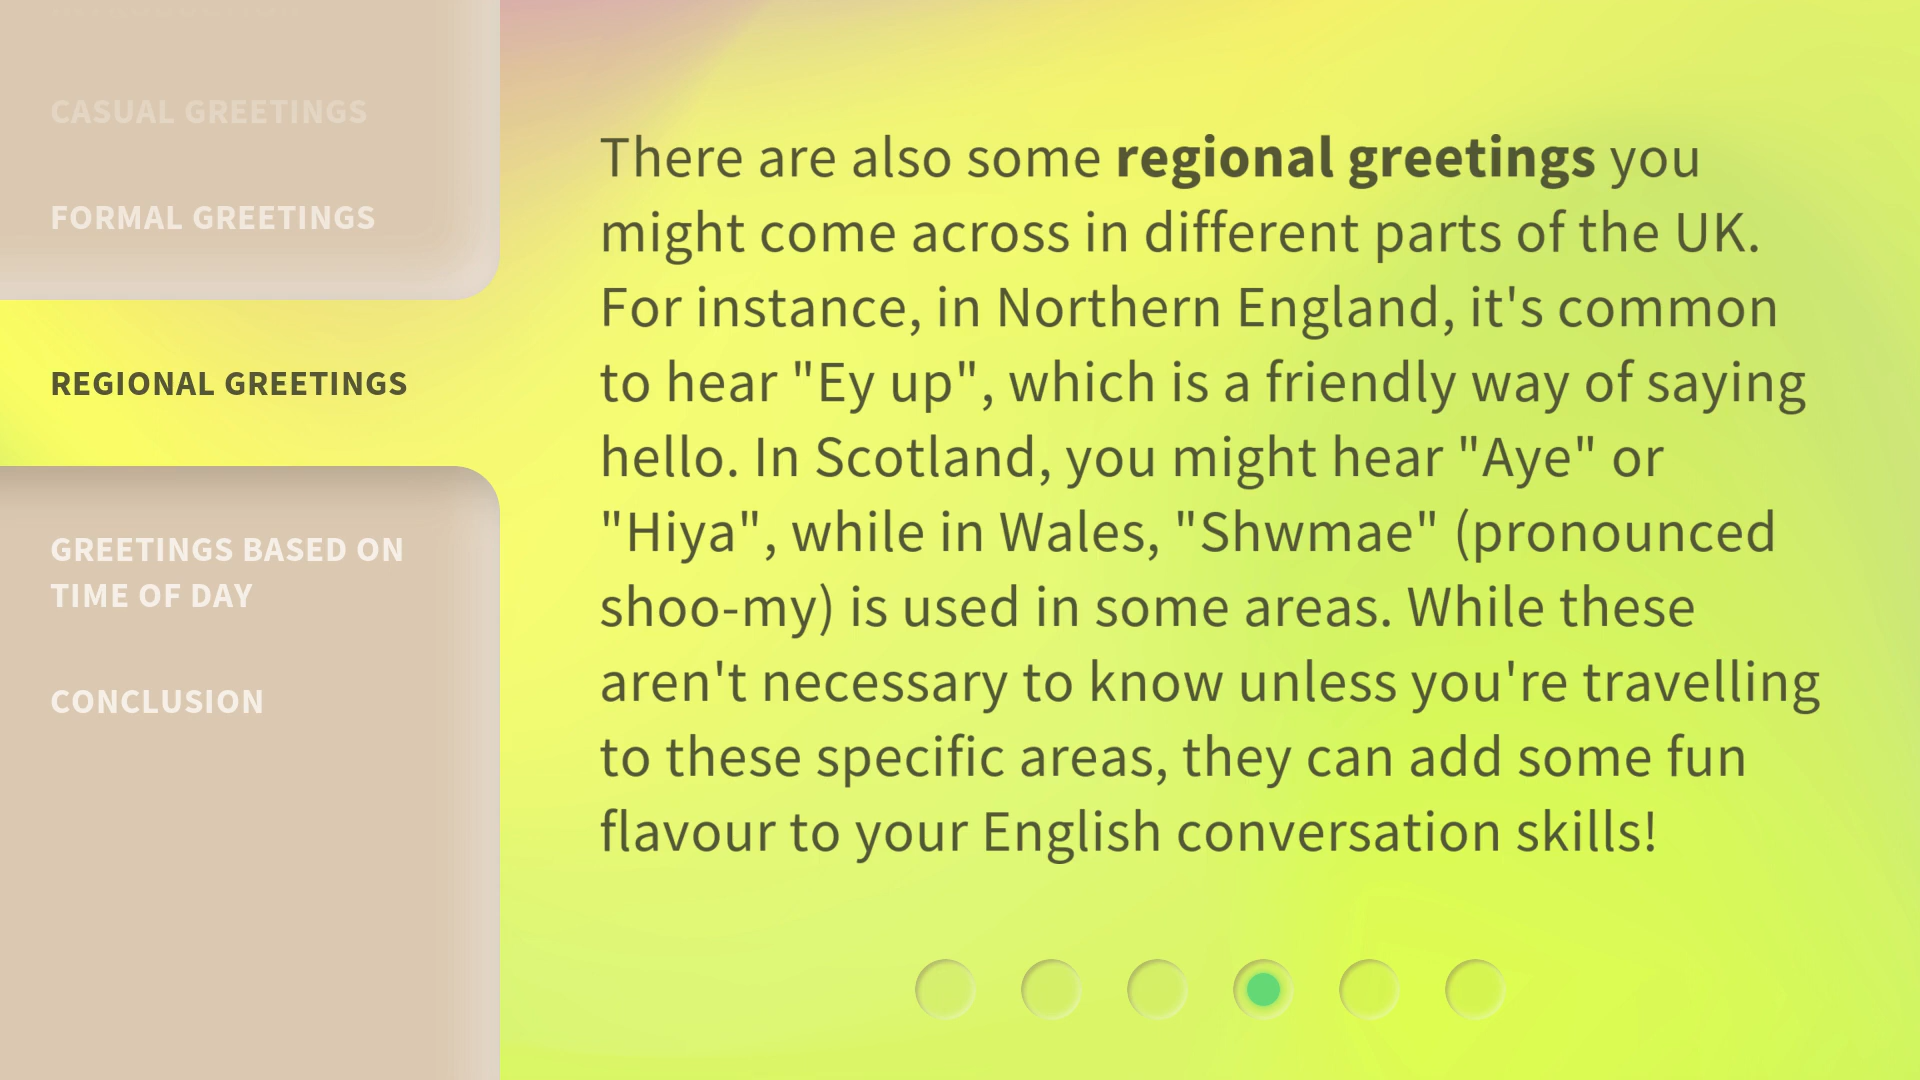 CASUAL GREETINGS
FORMAL GREETINGS
REGIONAL GREETINGS
GREETINGS BASED ON
TIME OF DAY
CONCLUSION
There are also some regional greetings you
might come across in different parts of the UK.
For instance, in Northern England, it's common
to hear "Ey up", which is a friendly way of saying
hello. In Scotland, you might hear "Aye" or
"Hiya", while in Wales, "Shwmae" (pronounced
shoo-my) is used in some areas. While these
aren't necessary to know unless you're travelling
to these specific areas, they can add some fun
flavour to your English conversation skills!